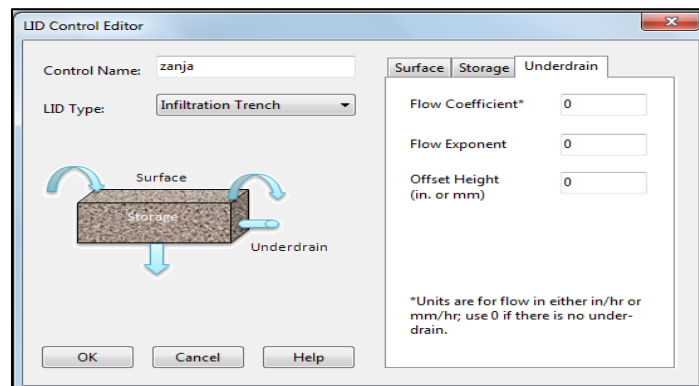 LID Control Editor
Control Name: zanja
LID Type: Infiltration Trench
Surface
Storage
Underdrain
OK Cancel Help
Surface Storage Underdrain
Flow Coefficient* 0
Flow Exponent 0
Offset Height
(in. or mm) 0
*Units are for flow in either in/hr or
mm/hr; use 0 if there is no under-
drain.